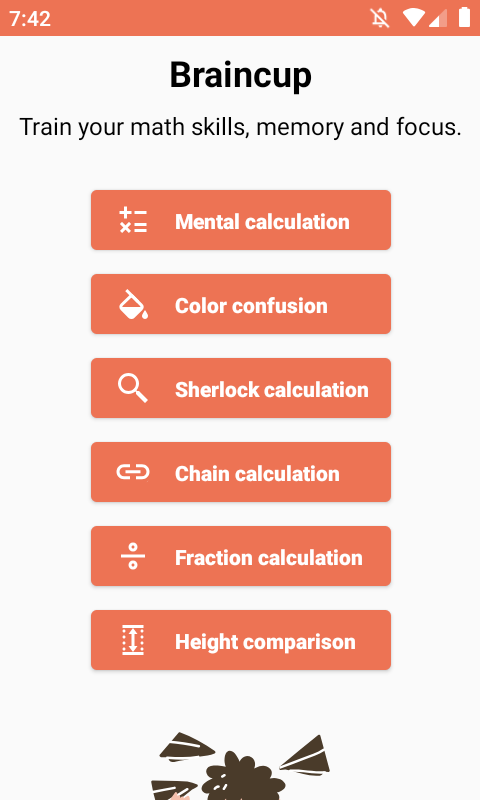 7:42
Braincup
Train your math skills, memory and focus.
Mental calculation
Color confusion
Sherlock calculation
Chain calculation
Fraction calculation
Height comparison